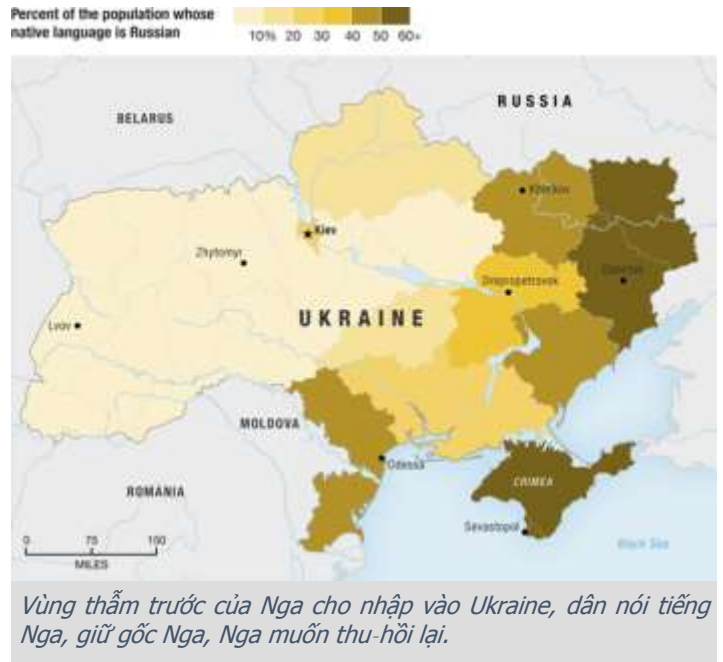 Percent of the population whose
native language is Russian
10% 20 30 40 50 60+
RUSSIA
BELARUS
Kharkov
Kiev
Zhytomyr
Donetsk
Dnepropetrovsk
UKRAINE
Lvov
MOLDOVA
Odessa
ROMANIA
CRIMEA
Sevastopol
0 75 150
MILES
Black Sea
Vùng thẫm trước của Nga cho nhập vào Ukraine, dân nói tiếng
Nga, giữ gốc Nga, Nga muốn thu-hồi lại.